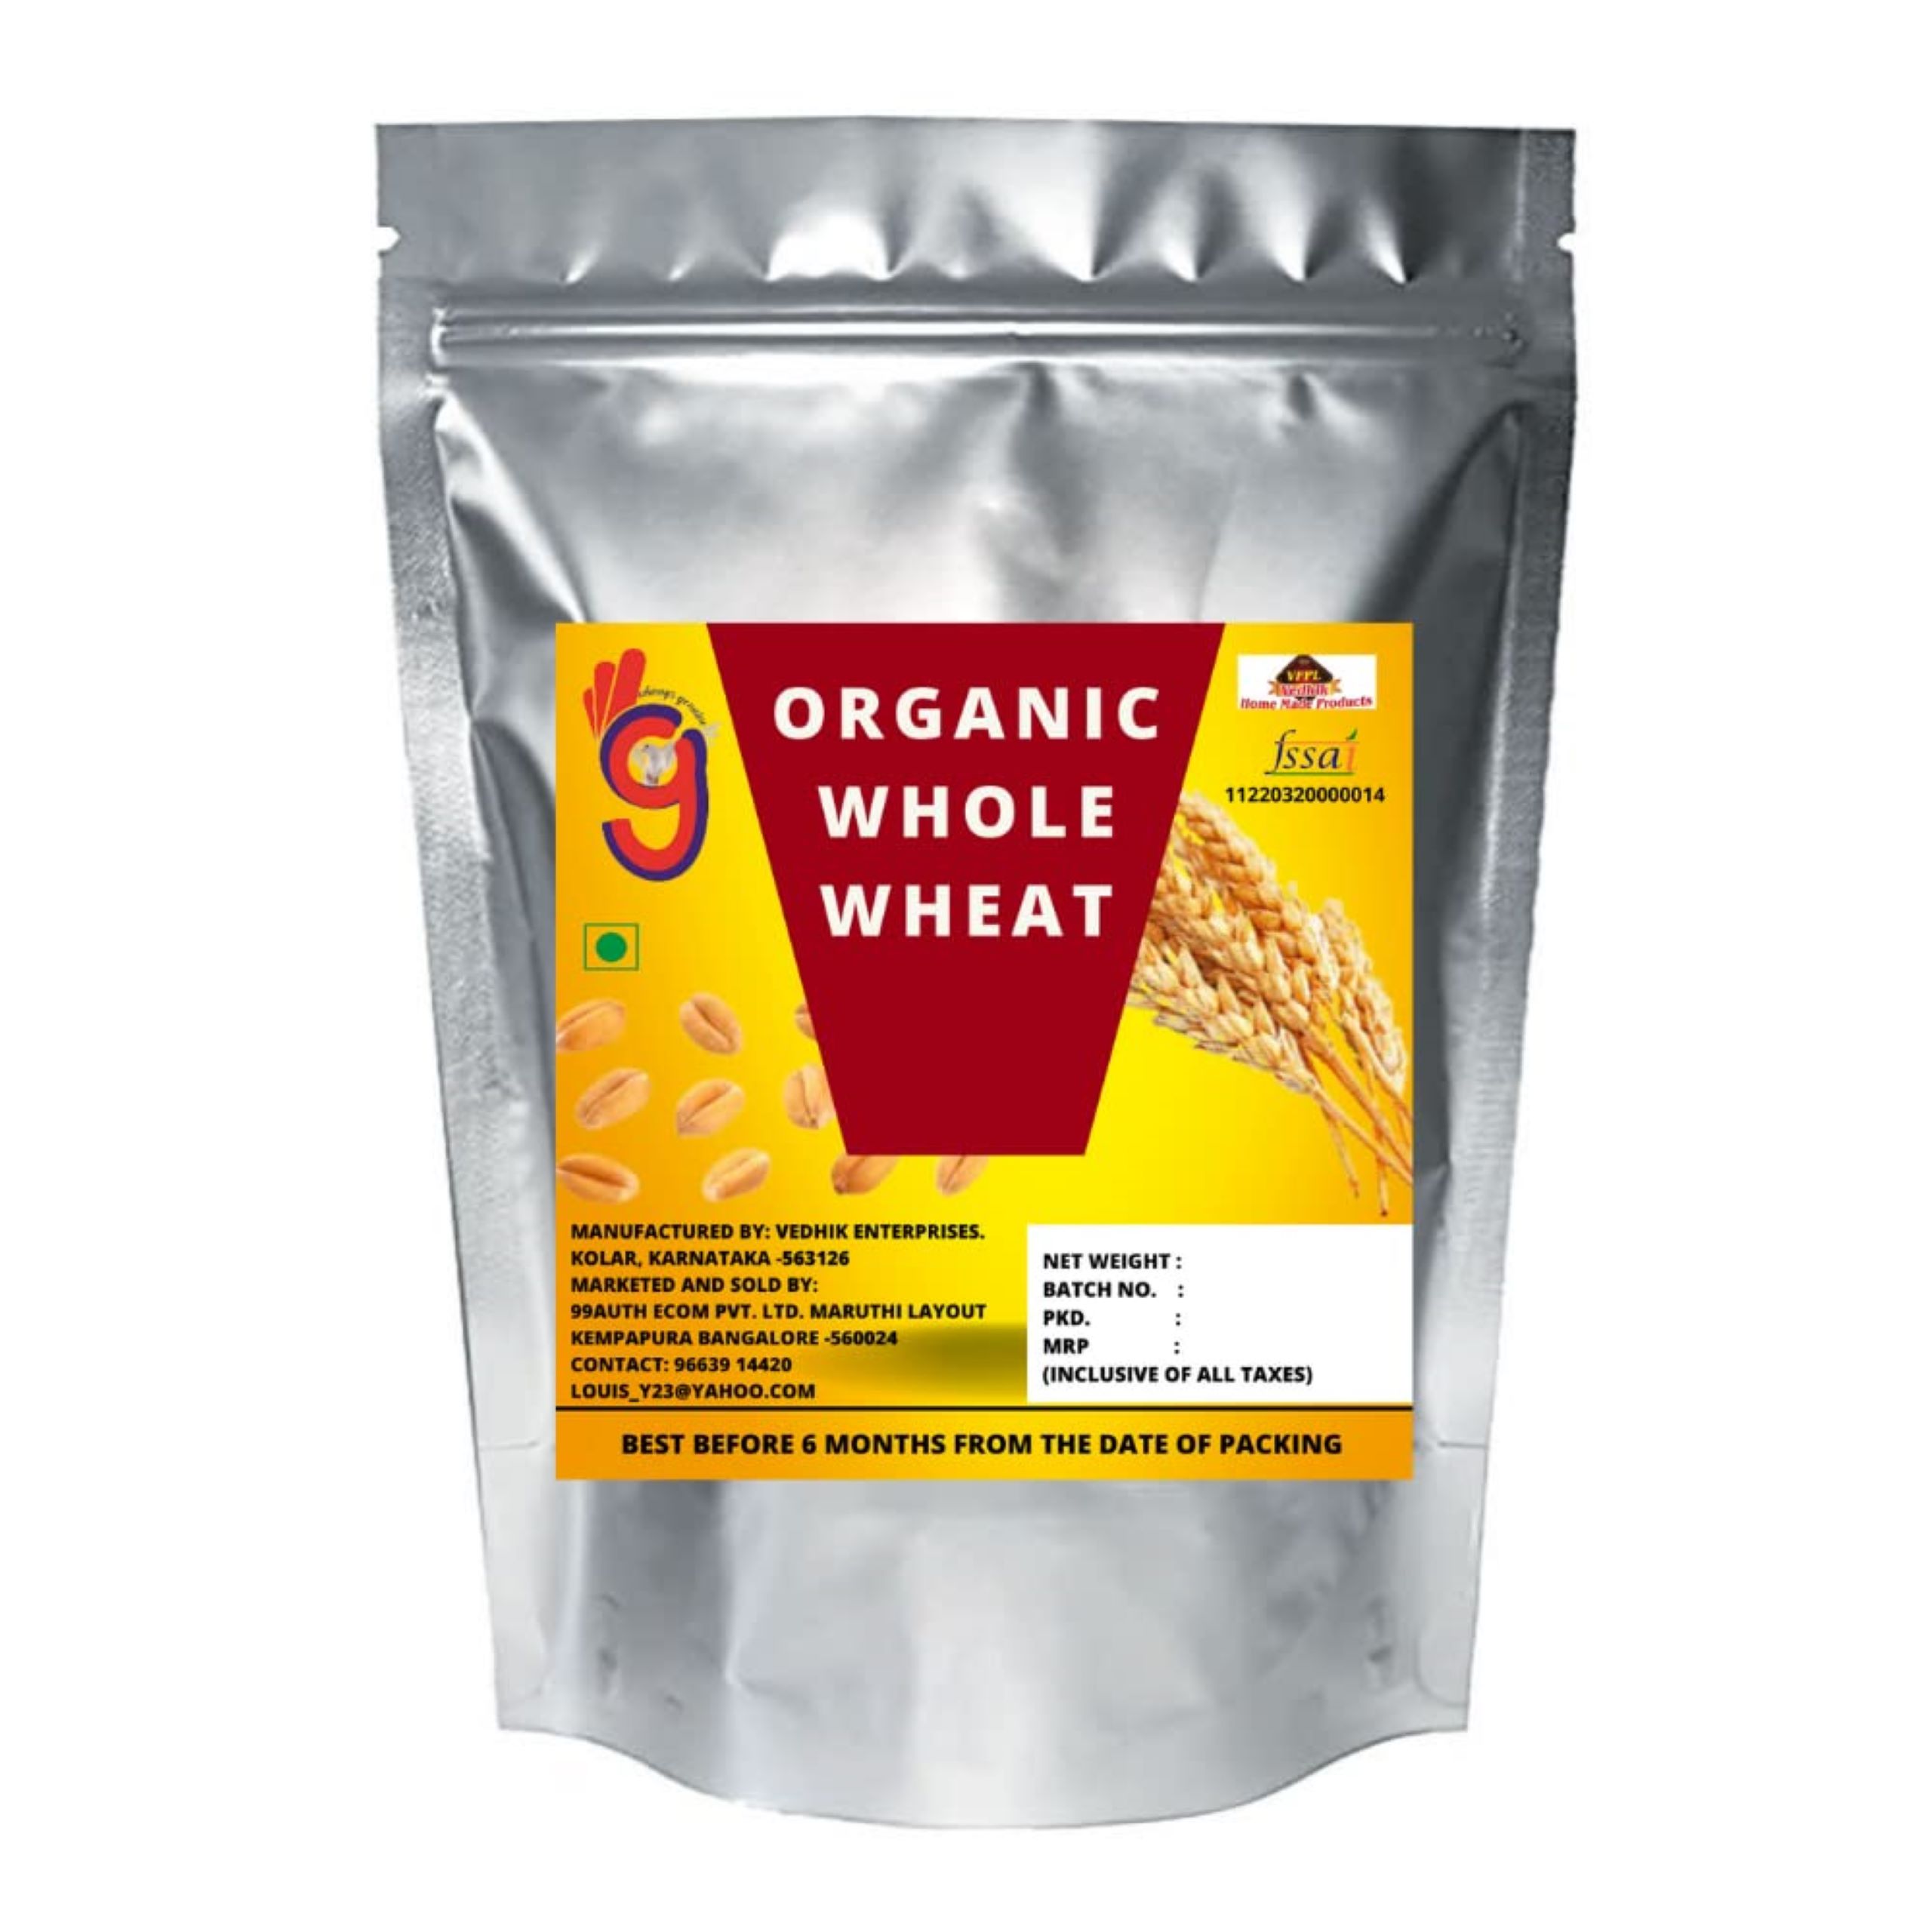 ORGANIC
WHOLE
WHEAT
VFPL
Vedhik
Home Made Products
fssai
11220320000014
MANUFACTURED BY: VEDHIK ENTERPRISES.
KOLAR, KARNATAKA -563126
MARKETED AND SOLD BY:
99AUTH ECOM PVT. LTD. MARUTHI LAYOUT
KEMPAPURA BANGALORE -560024
CONTACT: 96639 14420
LOUIS_Y23@YAHOO.COM
NET WEIGHT :
BATCH NO. :
PKD. :
MRP :
(INCLUSIVE OF ALL TAXES)
BEST BEFORE 6 MONTHS FROM THE DATE OF PACKING